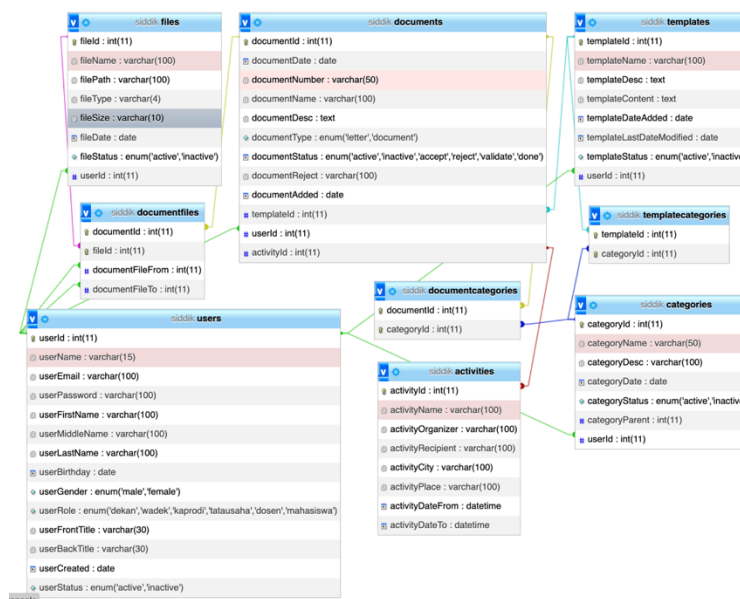 siddik files
fileId : int(11)
fileName : varchar(100)
filePath : varchar(100)
fileType : varchar(4)
fileSize : varchar(10)
fileDate : date
fileStatus : enum('active','inactive')
userId : int(11)
siddik documents
documentId : int(11)
documentDate : date
documentNumber : varchar(50)
documentName : varchar(100)
documentDesc : text
documentType : enum('letter','document')
documentStatus : enum('active','inactive','accept','reject','validate','done')
documentReject : varchar(100)
documentAdded : date
templateId : int(11)
userId : int(11)
activityId : int(11)
siddik templates
templateId : int(11)
templateName : varchar(100)
templateDesc : text
templateContent : text
templateDateAdded : date
templateLastDateModified : date
templateStatus : enum('active','inactive
userId : int(11)
siddik documentfiles
documentId : int(11)
fileId : int(11)
documentFileFrom : int(11)
documentFileTo : int(11)
siddik templatecategories
templateId : int(11)
categoryId : int(11)
siddik documentcategories
documentId : int(11)
categoryId : int(11)
siddik categories
categoryId : int(11)
categoryName : varchar(50)
categoryDesc : varchar(100)
categoryDate : date
categoryStatus : enum('active','inactive
categoryParent : int(11)
userId : int(11)
siddik users
userId : int(11)
userName : varchar(15)
userEmail : varchar(100)
userPassword : varchar(100)
userFirstName : varchar(100)
userMiddleName : varchar(100)
userLastName : varchar(100)
userBirthday : date
userGender : enum('male','female')
userRole : enum('dekan','wadek','kaprodi','tatausaha','dosen','mahasiswa')
userFrontTitle : varchar(30)
userBackTitle : varchar(30)
userCreated : date
userStatus : enum('active','inactive')
siddik activities
activityId : int(11)
activityName : varchar(100)
activityOrganizer : varchar(100)
activityRecipient : varchar(100)
activityCity : varchar(100)
activityPlace : varchar(100)
activityDateFrom : datetime
activityDateTo : datetime